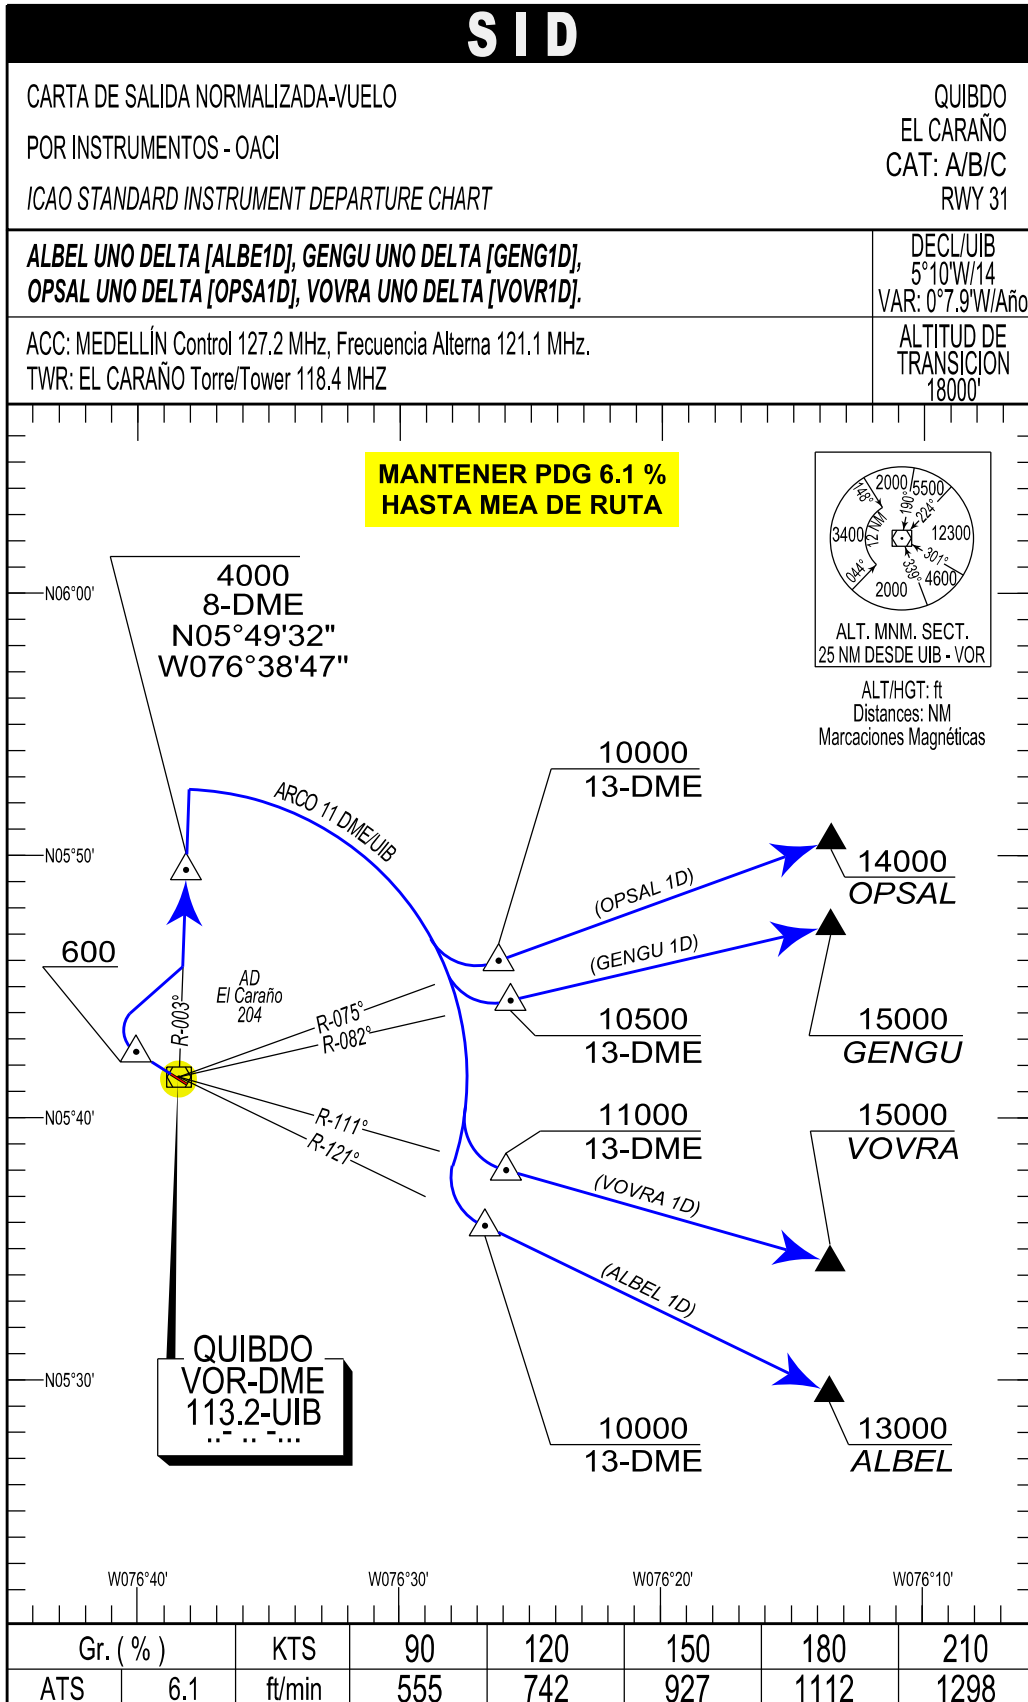 SID
CARTA DE SALIDA NORMALIZADA-VUELO
POR INSTRUMENTOS - OACI
ICAO STANDARD INSTRUMENT DEPARTURE CHART
QUIBDO
EL CARAÑO
CAT: A/B/C
RWY 31
ALBEL UNO DELTA [ALBE1D], GENGU UNO DELTA [GENG1D],
OPSAL UNO DELTA [OPSA1D], VOVRA UNO DELTA [VOVR1D].
DECL/UIB
5°10'W/14
VAR: 0°7.9'W/Año
ACC: MEDELLÍN Control 127.2 MHz, Frecuencia Alterna 121.1 MHz.
TWR: EL CARAÑO Torre/Tower 118.4 MHZ
ALTITUD DE
TRANSICION
18000'
MANTENER PDG 6.1 %
HASTA MEA DE RUTA
148°
2000
190°
5500
224°
3400
12 NM
12300
044°
339°
301°
4600
2000
ALT. MNM. SECT.
25 NM DESDE UIB - VOR
ALT/HGT: ft
Distances: NM
Marcaciones Magnéticas
N06°00'
4000
8-DME
N05°49'32"
W076°38'47"
10000
13-DME
ARCO 11 DME/UIB
N05°50'
(OPSAL 1D)
14000
OPSAL
600
AD
El Caraño
204
R-003°
(GENGU 1D)
R-075°
R-082°
10500
13-DME
15000
GENGU
N05°40'
R-111°
R-121°
11000
13-DME
15000
VOVRA
(VOVRA 1D)
(ALBEL 1D)
QUIBDO
VOR-DME
113.2-UIB
..- .. -...
N05°30'
10000
13-DME
13000
ALBEL
W076°40'
W076°30'
W076°20'
W076°10'
Gr. ( % ) KTS 90 120 150 180 210
ATS 6.1 ft/min 555 742 927 1112 1298